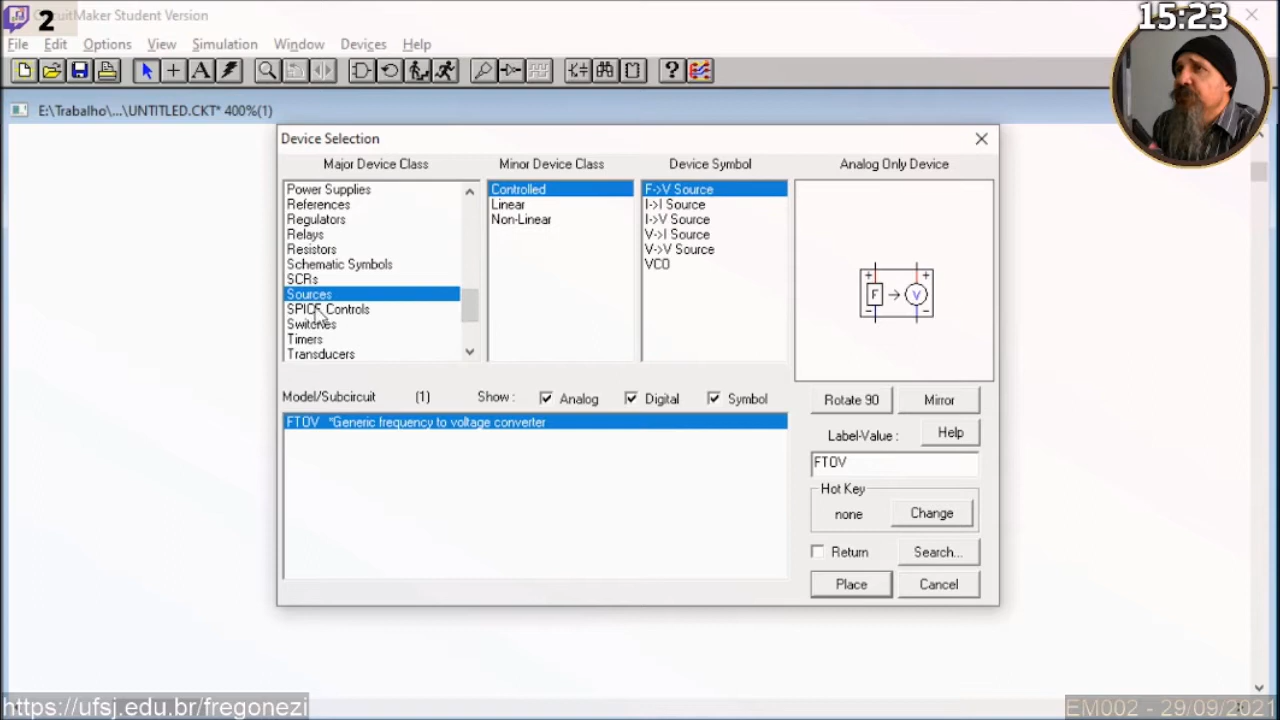 2
CircuitMaker Student Version
15:23
File Edit Options View Simulation Window Devices Help
E:\Trabalho\...\UNTITLED.CKT* 400%(1)
Device Selection
Major Device Class
Power Supplies
References
Regulators
Relays
Resistors
Schematic Symbols
SCRs
Sources
SPICE Controls
Switches
Timers
Transducers
Minor Device Class
Controlled
Linear
Non-Linear
Device Symbol
F->V Source
I->I Source
I->V Source
V->I Source
V->V Source
VCO
Analog Only Device
+ +
F V
- -
Model/Subcircuit (1) Show : Analog Digital Symbol
FTOV *Generic frequency to voltage converter
Rotate 90 Mirror
Label-Value : Help
FTOV
Hot Key
none Change
Return Search...
Place Cancel
https://ufsj.edu.br/fregonezi
EM002 - 29/09/2021